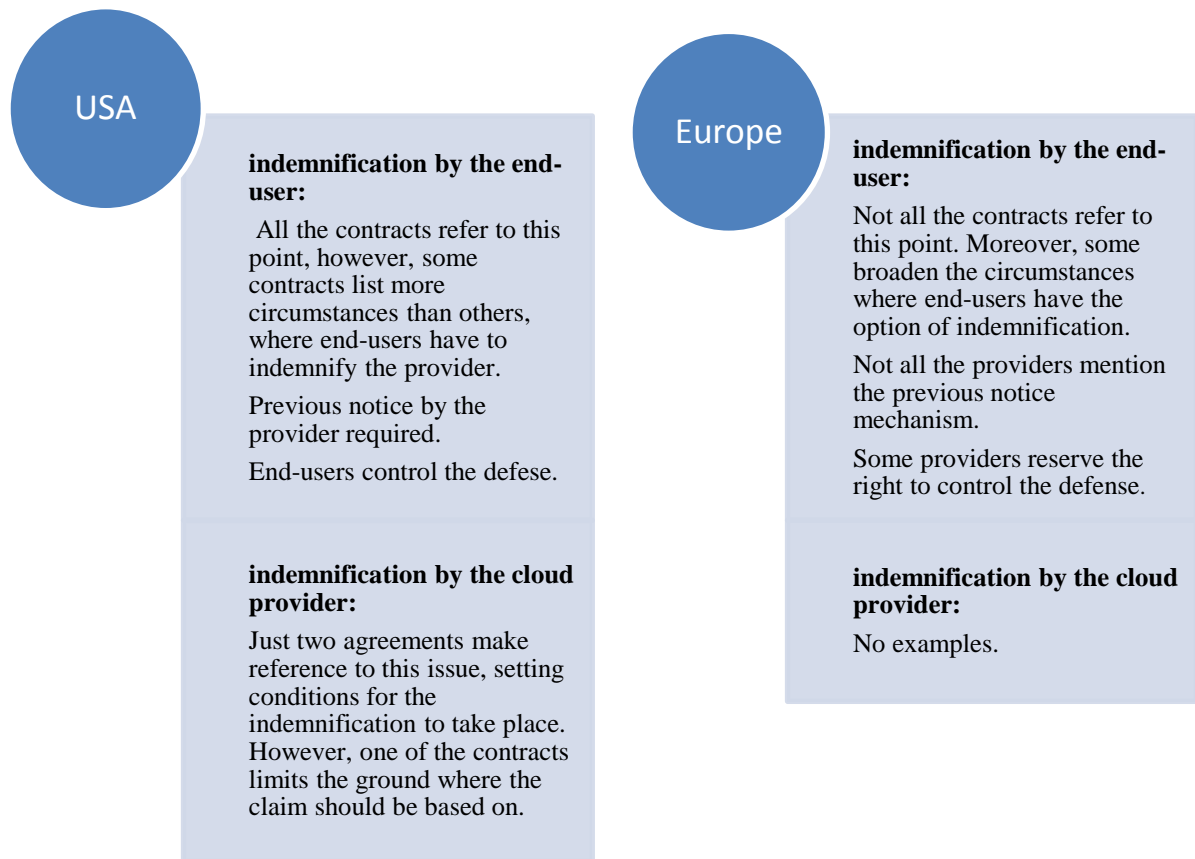 USA
indemnification by the end-
user:
All the contracts refer to this
point, however, some
contracts list more
circumstances than others,
where end-users have to
indemnify the provider.
Previous notice by the
provider required.
End-users control the defese.
indemnification by the cloud
provider:
Just two agreements make
reference to this issue, setting
conditions for the
indemnification to take place.
However, one of the contracts
limits the ground where the
claim should be based on.
Europe
indemnification by the end-
user:
Not all the contracts refer to
this point. Moreover, some
broaden the circumstances
where end-users have the
option of indemnification.
Not all the providers mention
the previous notice
mechanism.
Some providers reserve the
right to control the defense.
indemnification by the cloud
provider:
No examples.